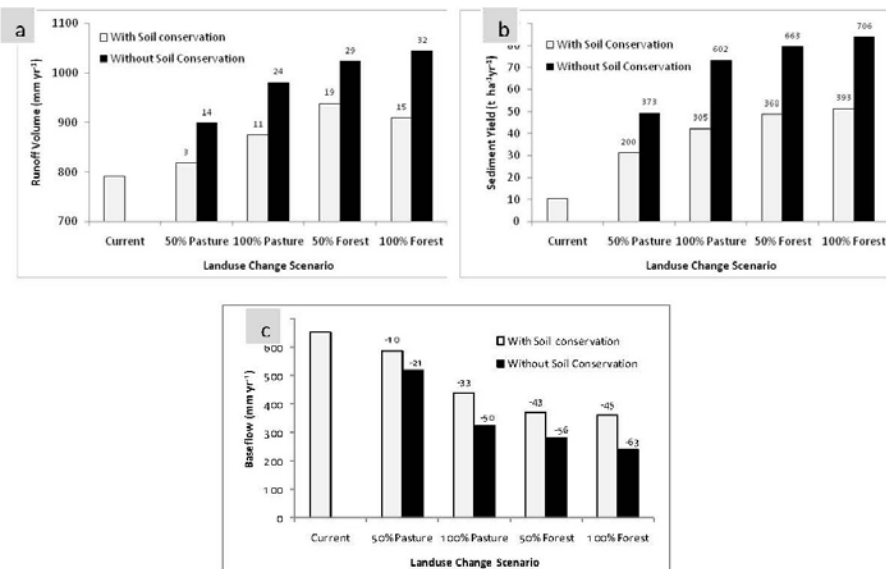 a
1100
1000
900
800
700
Runoff Volume (mm yr⁻¹)
With Soil conservation
Without Soil Conservation
3
14
11
24
19
29
15
32
Current
50% Pasture
100% Pasture
50% Forest
100% Forest
Landuse Change Scenario
b
80
70
60
50
40
30
20
10
0
Sediment Yield (t ha⁻¹yr⁻¹)
With Soil Conservation
Without Soil Conservation
200
373
305
602
368
663
393
706
Current
50% Pasture
100% Pasture
50% Forest
100% Forest
Landuse Change Scenario
c
600
500
400
300
200
100
0
Baseflow (mm yr⁻¹)
With Soil conservation
Without Soil Conservation
-10
-21
-33
-50
-43
-56
-45
-63
Current
50% Pasture
100% Pasture
50% Forest
100% Forest
Landuse Change Scenario